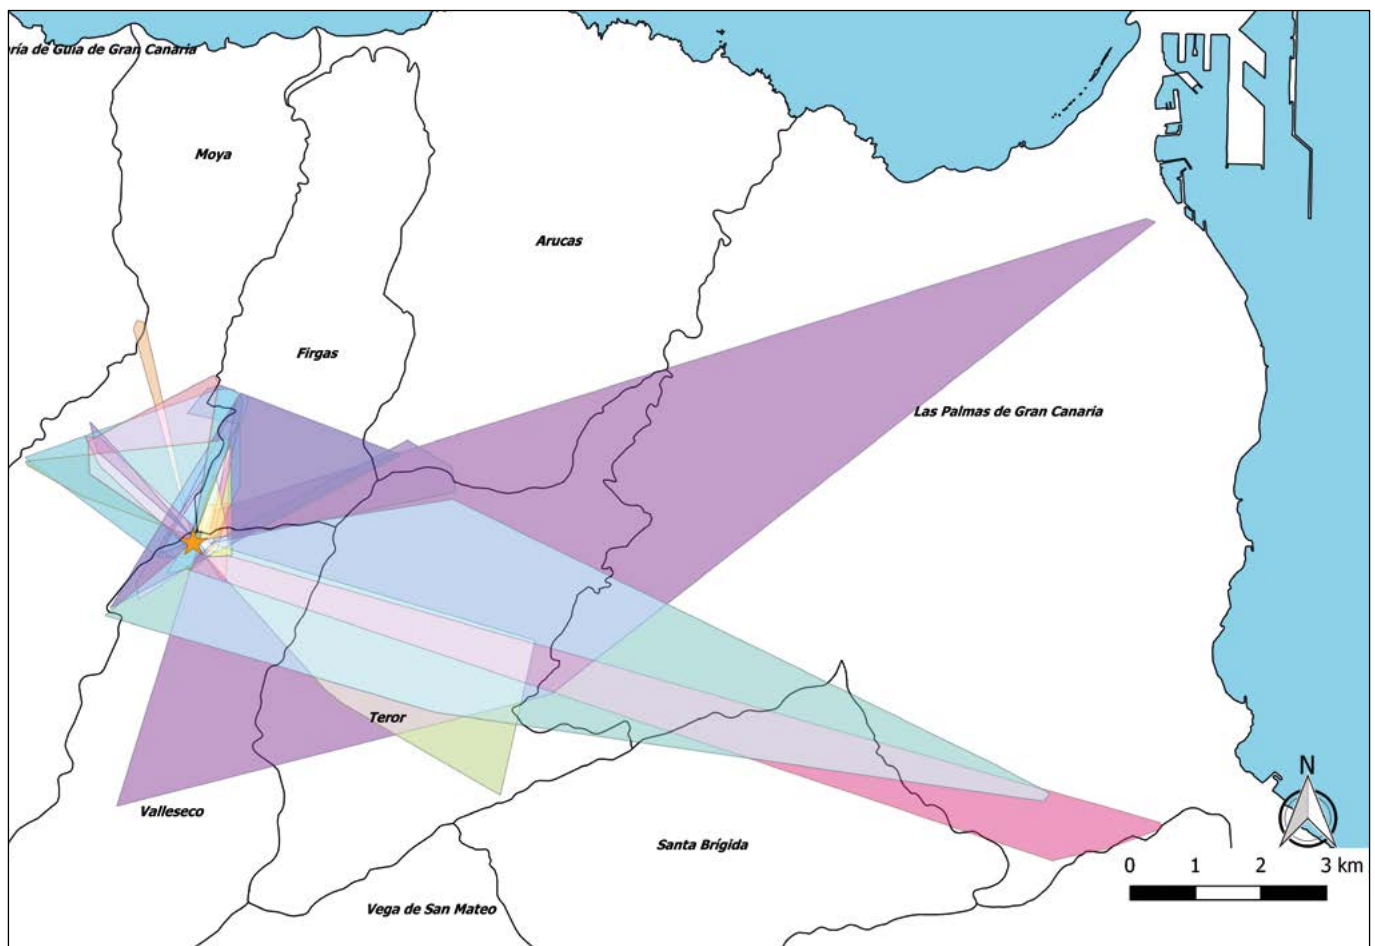 ría de Guía de Gran Canaria
Moya
Arucas
Firgas
Las Palmas de Gran Canaria
Teror
Valleseco
Santa Brígida
Vega de San Mateo
N
0 1 2 3 km